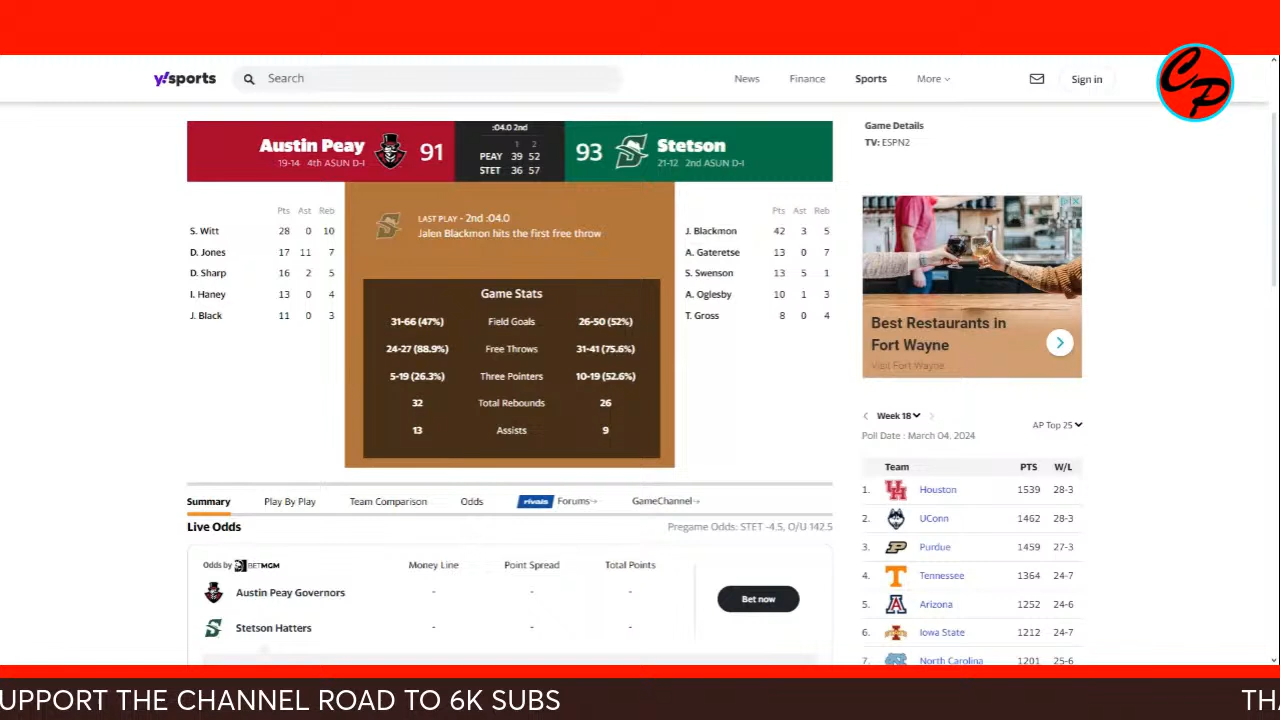 y!sports Search News Finance Sports More Sign in
CP
Austin Peay 91
19-14 4th ASUN D-I
:04.0 2nd
1 2
PEAY 39 52
STET 36 57
93 Stetson
21-12 2nd ASUN D-I
Game Details
TV: ESPN2
Pts Ast Reb
S. Witt 28 0 10
D. Jones 17 11 7
D. Sharp 16 2 5
I. Haney 13 0 4
J. Black 11 0 3
LAST PLAY - 2nd :04.0
Jalen Blackmon hits the first free throw
Game Stats
31-66 (47%) Field Goals 26-50 (52%)
24-27 (88.9%) Free Throws 31-41 (75.6%)
5-19 (26.3%) Three Pointers 10-19 (52.6%)
32 Total Rebounds 26
13 Assists 9
Pts Ast Reb
J. Blackmon 42 3 5
A. Gateretse 13 0 7
S. Swenson 13 5 1
A. Oglesby 10 1 3
T. Gross 8 0 4
Best Restaurants in
Fort Wayne
Visit Fort Wayne
Week 18
AP Top 25
Poll Date : March 04, 2024
Team PTS W/L
1. Houston 1539 28-3
2. UConn 1462 28-3
3. Purdue 1459 27-3
4. Tennessee 1364 24-7
5. Arizona 1252 24-6
6. Iowa State 1212 24-7
7. North Carolina 1201 25-6
Summary Play By Play Team Comparison Odds rivals Forums GameChannel
Live Odds Pregame Odds: STET -4.5, O/U 142.5
Odds by BETMGM Money Line Point Spread Total Points
Austin Peay Governors - - -
Stetson Hatters - - -
Bet now
UPPORT THE CHANNEL ROAD TO 6K SUBS THA